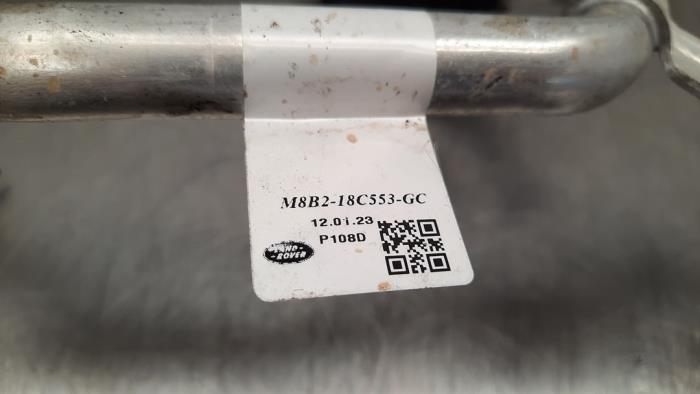 M8B2-18C553-GC
12.01.23
P108D
LAND
-ROVER